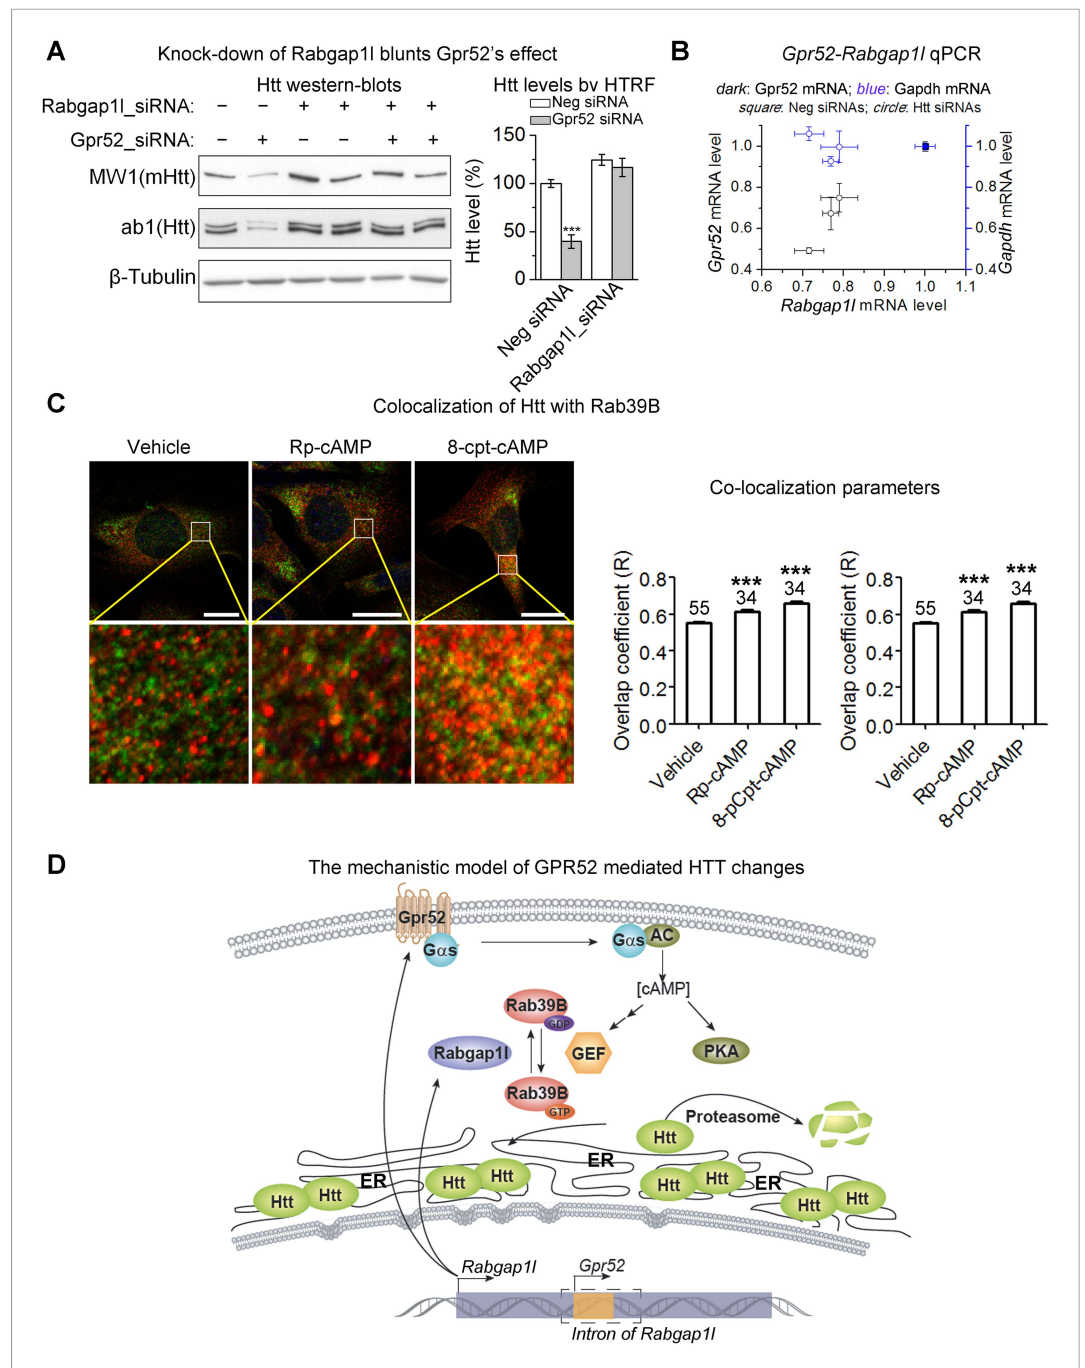 A
Knock-down of Rabgap1l blunts Gpr52's effect
Htt western-blots
Rabgap1l_siRNA: – – + + + +
Gpr52_siRNA: – + – – + +
MW1(mHtt)
ab1(Htt)
β-Tubulin
Htt levels by HTRF
Neg siRNA
Gpr52 siRNA
Htt level (%)
150
100
50
0
***
Neg siRNA
Rabgap1l_siRNA
B
Gpr52-Rabgap1l qPCR
dark: Gpr52 mRNA; blue: Gapdh mRNA
square: Neg siRNAs; circle: Htt siRNAs
Gpr52 mRNA level
1.0
0.8
0.6
0.4
1.0
0.8
0.6
0.4
Gapdh mRNA level
0.6 0.7 0.8 0.9 1.0 1.1
Rabgap1l mRNA level
C
Colocalization of Htt with Rab39B
Vehicle
Rp-cAMP
8-cpt-cAMP
Co-localization parameters
Overlap coefficient (R)
0.8
0.6
0.4
0.2
0.0
55
***
34
***
34
Vehicle
Rp-cAMP
8-pCpt-cAMP
Overlap coefficient (R)
0.8
0.6
0.4
0.2
0.0
55
***
34
***
34
Vehicle
Rp-cAMP
8-pCpt-cAMP
D
The mechanistic model of GPR52 mediated HTT changes
Gpr52
Gαs
Gαs
AC
[cAMP]
Rab39B
GDP
Rabgap1l
GEF
PKA
Rab39B
GTP
Proteasome
Htt
ER
ER
ER
Htt
Htt
Htt
Htt
Htt
Htt
Htt
Htt
Rabgap1l
Gpr52
Intron of Rabgap1l